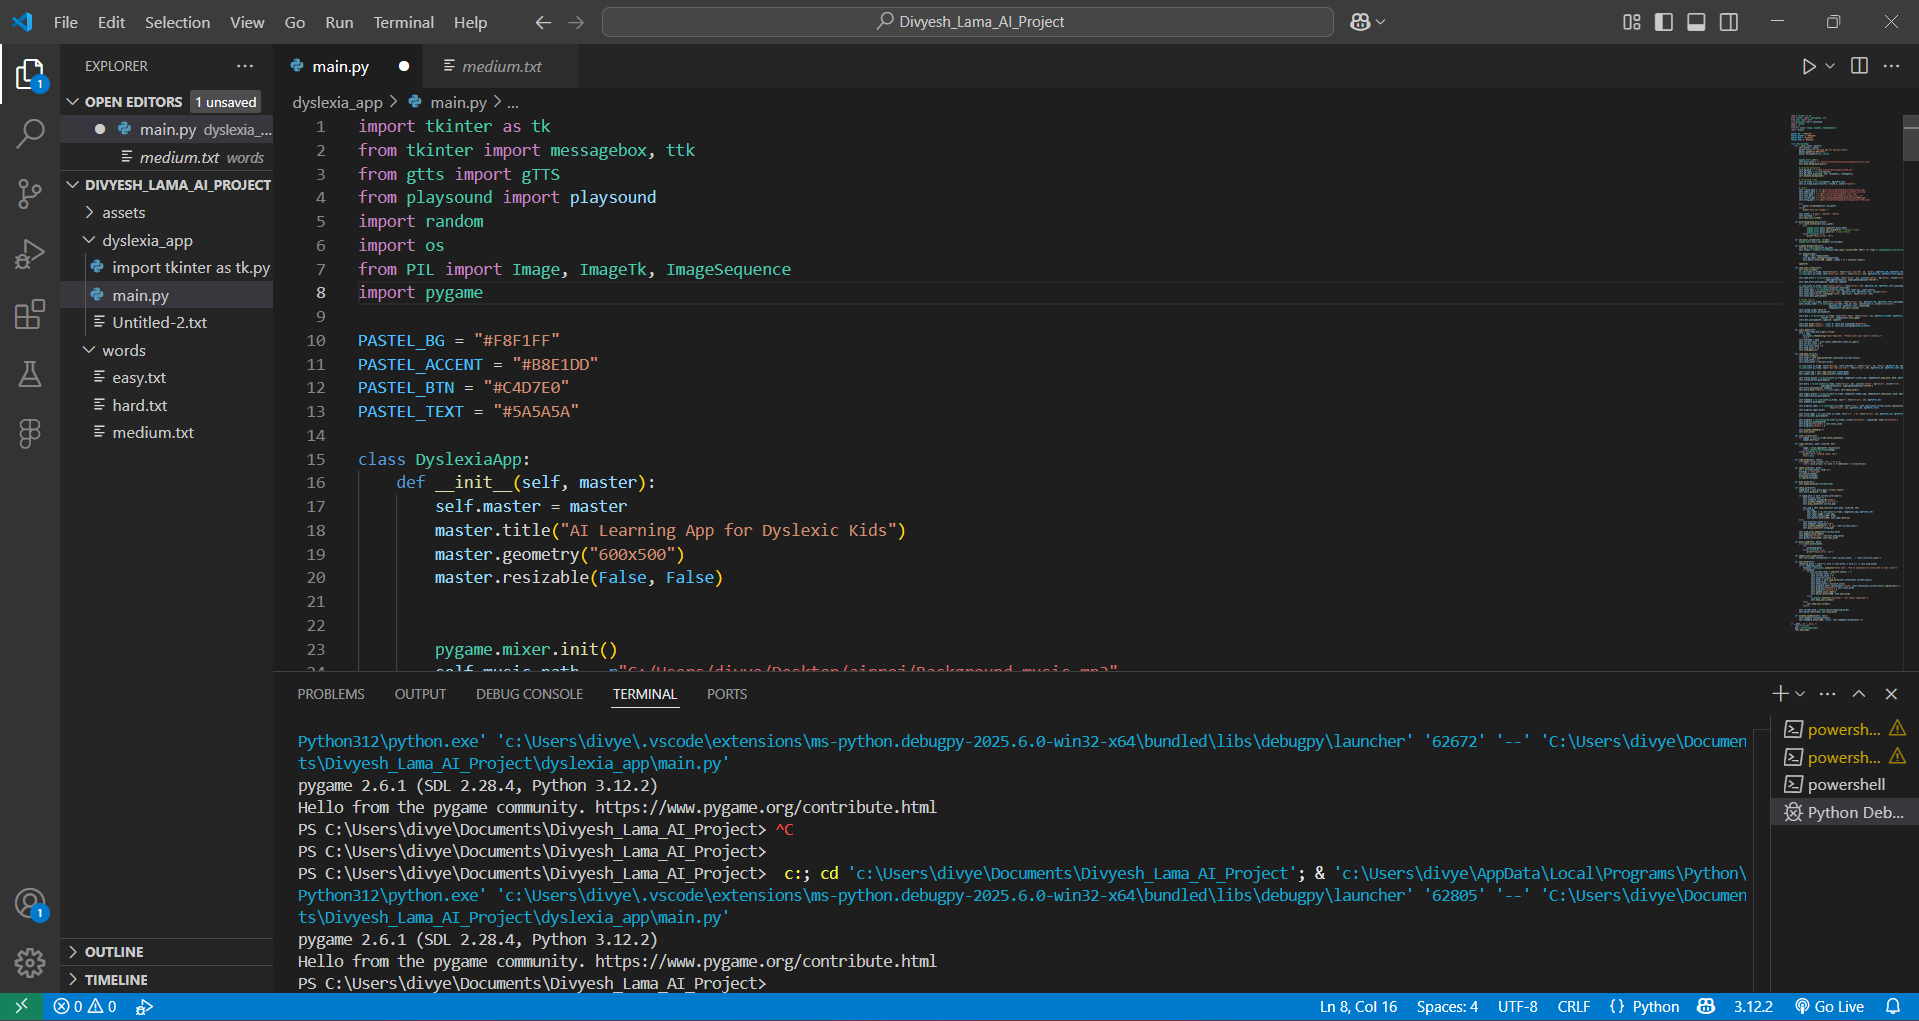 File Edit Selection View Go Run Terminal Help
Divyesh_Lama_AI_Project
EXPLORER
OPEN EDITORS 1 unsaved
main.py dyslexia_...
medium.txt words
DIVYESH_LAMA_AI_PROJECT
assets
dyslexia_app
import tkinter as tk.py
main.py
Untitled-2.txt
words
easy.txt
hard.txt
medium.txt
OUTLINE
TIMELINE
1
1
main.py
medium.txt
dyslexia_app > main.py > ...
1 import tkinter as tk
2 from tkinter import messagebox, ttk
3 from gtts import gTTS
4 from playsound import playsound
5 import random
6 import os
7 from PIL import Image, ImageTk, ImageSequence
8 import pygame
9
10 PASTEL_BG = "#F8F1FF"
11 PASTEL_ACCENT = "#B8E1DD"
12 PASTEL_BTN = "#C4D7E0"
13 PASTEL_TEXT = "#5A5A5A"
14
15 class DyslexiaApp:
16 def __init__(self, master):
17 self.master = master
18 master.title("AI Learning App for Dyslexic Kids")
19 master.geometry("600x500")
20 master.resizable(False, False)
21
22
23 pygame.mixer.init()
24 self.music_path = r"C:/Users/divye/Desktop/aiproj/Background music.mp3"
PROBLEMS OUTPUT DEBUG CONSOLE TERMINAL PORTS
Python312\python.exe' 'c:\Users\divye\.vscode\extensions\ms-python.debugpy-2025.6.0-win32-x64\bundled\libs\debugpy\launcher' '62672' '--' 'C:\Users\divye\Documen
ts\Divyesh_Lama_AI_Project\dyslexia_app\main.py'
pygame 2.6.1 (SDL 2.28.4, Python 3.12.2)
Hello from the pygame community. https://www.pygame.org/contribute.html
PS C:\Users\divye\Documents\Divyesh_Lama_AI_Project> ^C
PS C:\Users\divye\Documents\Divyesh_Lama_AI_Project>
PS C:\Users\divye\Documents\Divyesh_Lama_AI_Project>  c:; cd 'c:\Users\divye\Documents\Divyesh_Lama_AI_Project'; & 'c:\Users\divye\AppData\Local\Programs\Python\
Python312\python.exe' 'c:\Users\divye\.vscode\extensions\ms-python.debugpy-2025.6.0-win32-x64\bundled\libs\debugpy\launcher' '62805' '--' 'C:\Users\divye\Documen
ts\Divyesh_Lama_AI_Project\dyslexia_app\main.py'
pygame 2.6.1 (SDL 2.28.4, Python 3.12.2)
Hello from the pygame community. https://www.pygame.org/contribute.html
PS C:\Users\divye\Documents\Divyesh_Lama_AI_Project>
powersh...
powersh...
powershell
Python Deb...
0 0
Ln 8, Col 16 Spaces: 4 UTF-8 CRLF {} Python 3.12.2 Go Live